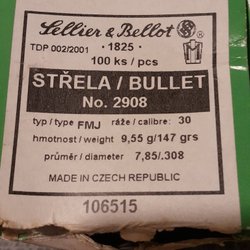 Sellier & Bellot
TDP 002/2001 · 1825 ·
100 ks / pcs
STŘELA / BULLET
No. 2908
typ / type FMJ ráže / calibre: 30
hmotnost / weight 9,55 g/147 grs
průměr / diameter 7,85/.308
MADE IN CZECH REPUBLIC
106515